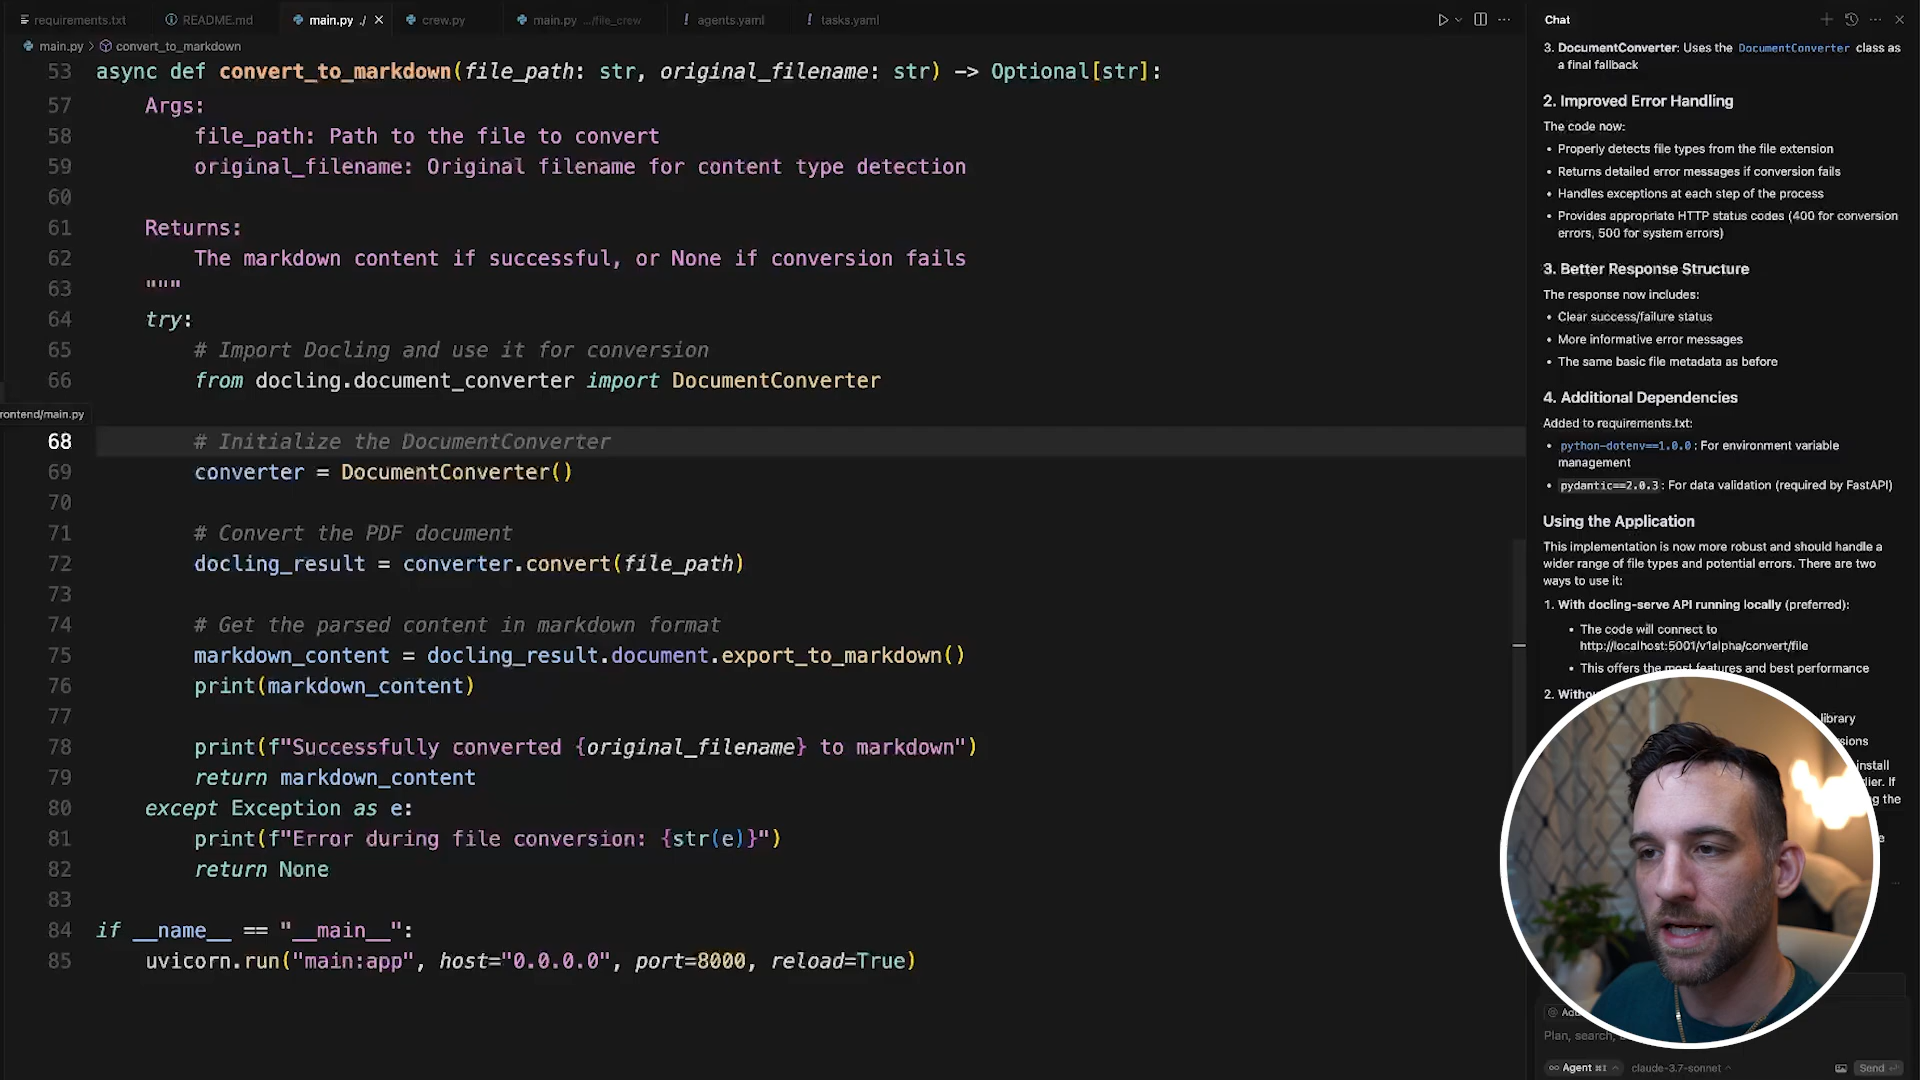 requirements.txt
README.md
main.py ./
crew.py
main.py .../file_crew
agents.yaml
tasks.yaml
main.py > convert_to_markdown
53 async def convert_to_markdown(file_path: str, original_filename: str) -> Optional[str]:
57 Args:
58 file_path: Path to the file to convert
59 original_filename: Original filename for content type detection
60
61 Returns:
62 The markdown content if successful, or None if conversion fails
63 """
64 try:
65 # Import Docling and use it for conversion
66 from docling.document_converter import DocumentConverter
rontend/main.py
68 # Initialize the DocumentConverter
69 converter = DocumentConverter()
70
71 # Convert the PDF document
72 docling_result = converter.convert(file_path)
73
74 # Get the parsed content in markdown format
75 markdown_content = docling_result.document.export_to_markdown()
76 print(markdown_content)
77
78 print(f"Successfully converted {original_filename} to markdown")
79 return markdown_content
80 except Exception as e:
81 print(f"Error during file conversion: {str(e)}")
82 return None
83
84 if __name__ == "__main__":
85 uvicorn.run("main:app", host="0.0.0.0", port=8000, reload=True)
Chat
3. DocumentConverter: Uses the DocumentConverter class as
a final fallback
2. Improved Error Handling
The code now:
• Properly detects file types from the file extension
• Returns detailed error messages if conversion fails
• Handles exceptions at each step of the process
• Provides appropriate HTTP status codes (400 for conversion
errors, 500 for system errors)
3. Better Response Structure
The response now includes:
• Clear success/failure status
• More informative error messages
• The same basic file metadata as before
4. Additional Dependencies
Added to requirements.txt:
• python-dotenv==1.0.0: For environment variable
management
• pydantic==2.0.3: For data validation (required by FastAPI)
Using the Application
This implementation is now more robust and should handle a
wider range of file types and potential errors. There are two
ways to use it:
1. With docling-serve API running locally (preferred):
• The code will connect to
http://localhost:5001/v1alpha/convert/file
• This offers the most features and best performance
2. Withou
library
install
the
Plan, search,
Agent ⌘I
claude-3.7-sonnet
Send